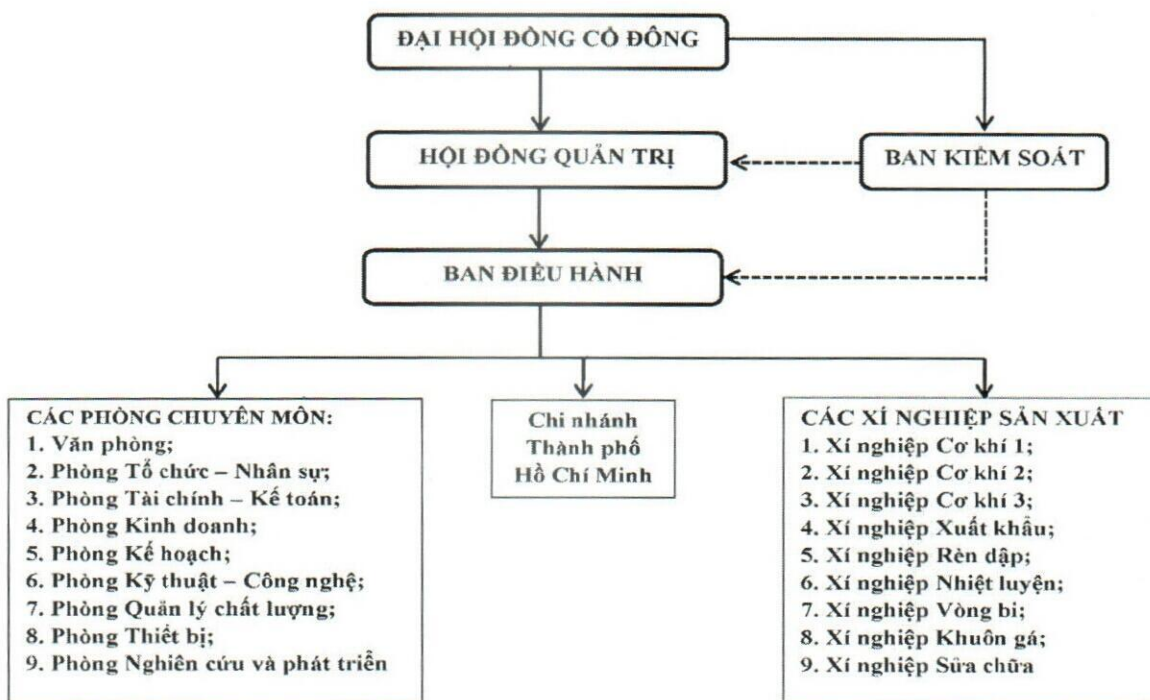 ĐẠI HỘI ĐỒNG CỔ ĐÔNG
HỘI ĐỒNG QUẢN TRỊ
BAN KIỂM SOÁT
BAN ĐIỀU HÀNH
CÁC PHÒNG CHUYÊN MÔN:
1. Văn phòng;
2. Phòng Tổ chức – Nhân sự;
3. Phòng Tài chính – Kế toán;
4. Phòng Kinh doanh;
5. Phòng Kế hoạch;
6. Phòng Kỹ thuật – Công nghệ;
7. Phòng Quản lý chất lượng;
8. Phòng Thiết bị;
9. Phòng Nghiên cứu và phát triển
Chi nhánh
Thành phố
Hồ Chí Minh
CÁC XÍ NGHIỆP SẢN XUẤT
1. Xí nghiệp Cơ khí 1;
2. Xí nghiệp Cơ khí 2;
3. Xí nghiệp Cơ khí 3;
4. Xí nghiệp Xuất khẩu;
5. Xí nghiệp Rèn dập;
6. Xí nghiệp Nhiệt luyện;
7. Xí nghiệp Vòng bi;
8. Xí nghiệp Khuôn gá;
9. Xí nghiệp Sửa chữa